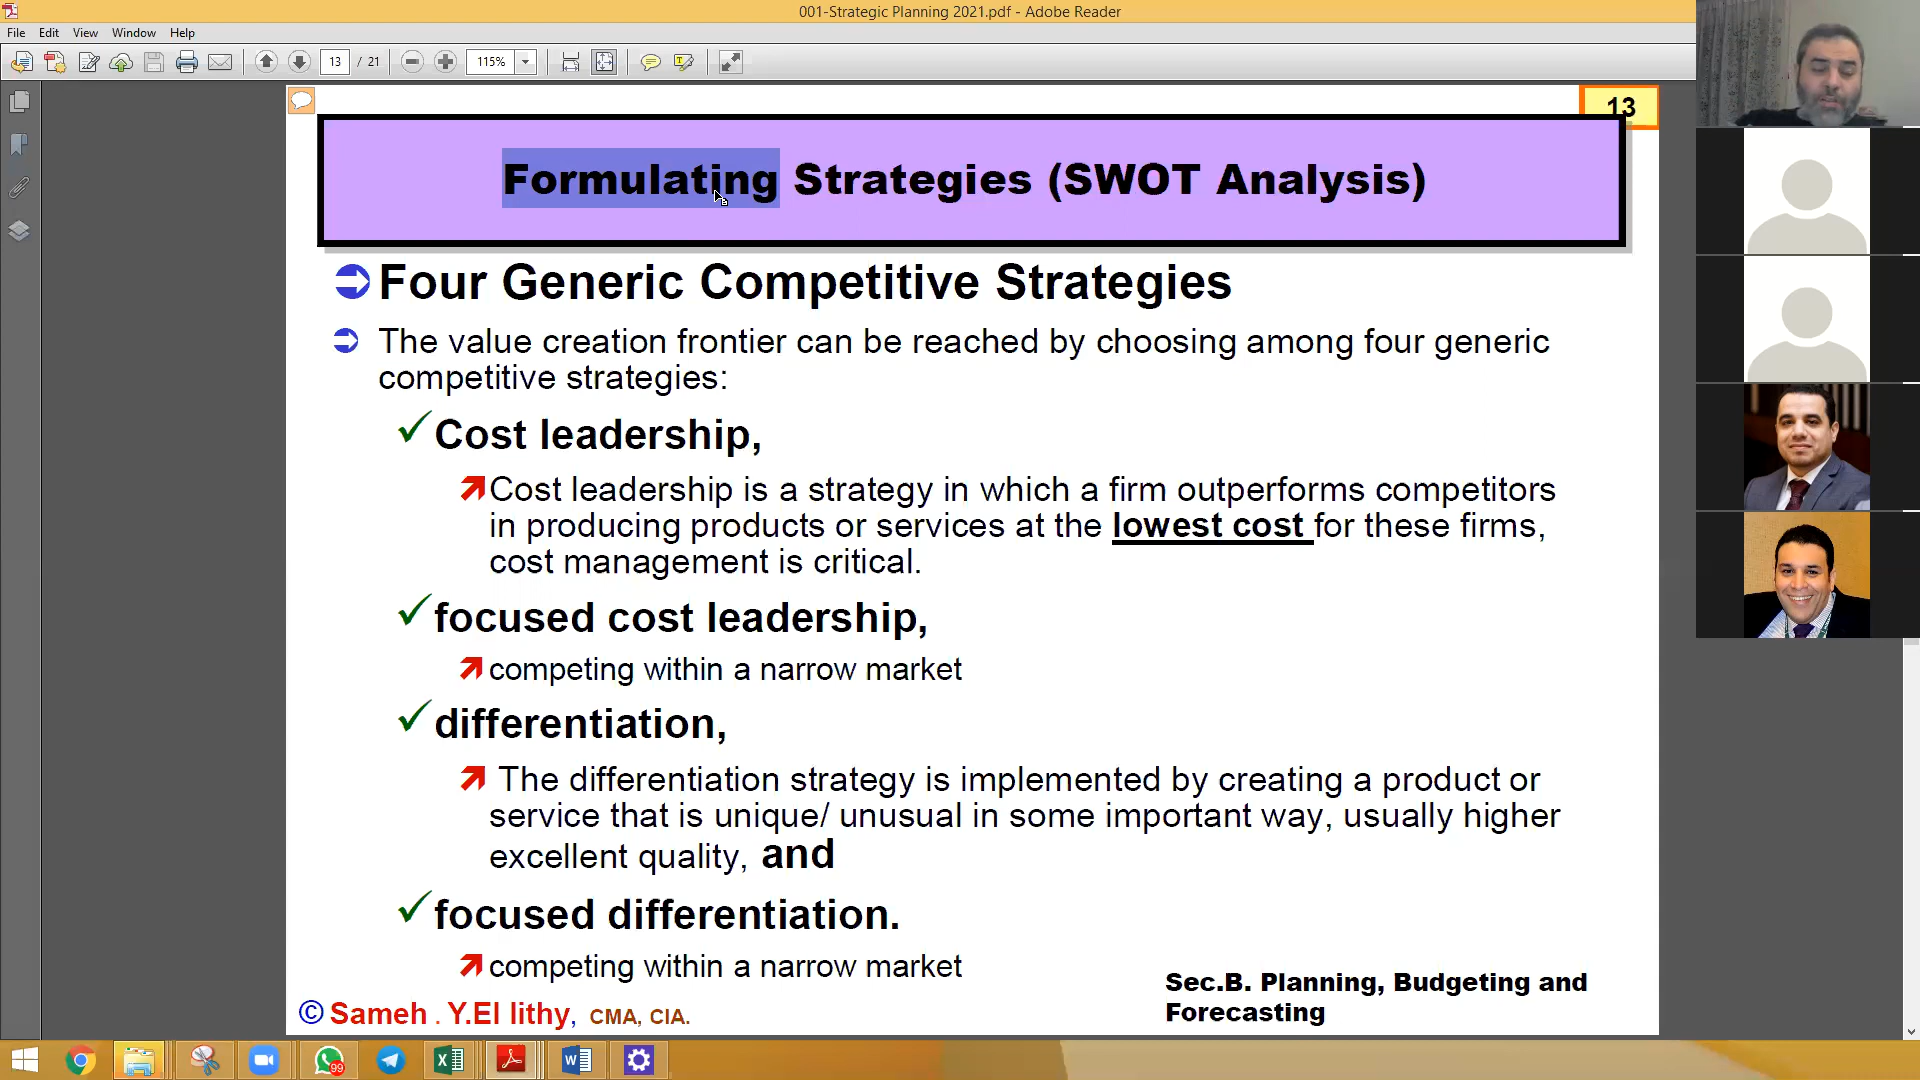 001-Strategic Planning 2021.pdf - Adobe Reader
File Edit View Window Help
13 / 21 115%
13
Formulating Strategies (SWOT Analysis)
Four Generic Competitive Strategies
The value creation frontier can be reached by choosing among four generic
competitive strategies:
Cost leadership,
Cost leadership is a strategy in which a firm outperforms competitors
in producing products or services at the lowest cost for these firms,
cost management is critical.
focused cost leadership,
competing within a narrow market
differentiation,
The differentiation strategy is implemented by creating a product or
service that is unique/ unusual in some important way, usually higher
excellent quality, and
focused differentiation.
competing within a narrow market
Sec.B. Planning, Budgeting and
Forecasting
© Sameh . Y.El lithy, CMA, CIA.
99